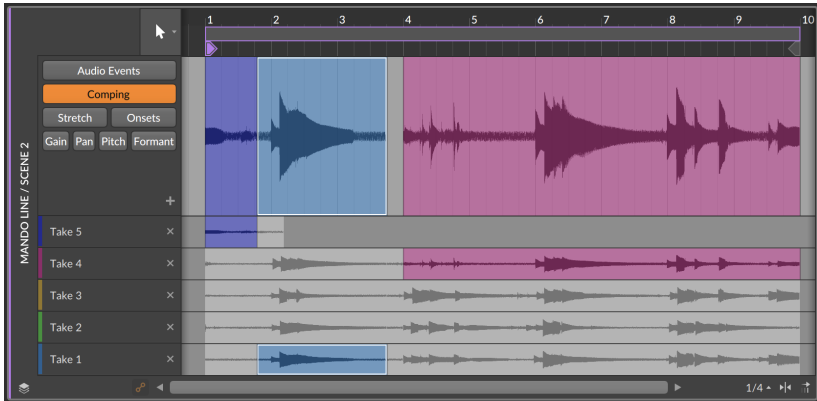 1 2 3 4 5 6 7 8 9 10
MANDO LINE / SCENE 2
Audio Events
Comping
Stretch Onsets
Gain Pan Pitch Formant
+
Take 5 ×
Take 4 ×
Take 3 ×
Take 2 ×
Take 1 ×
1/4